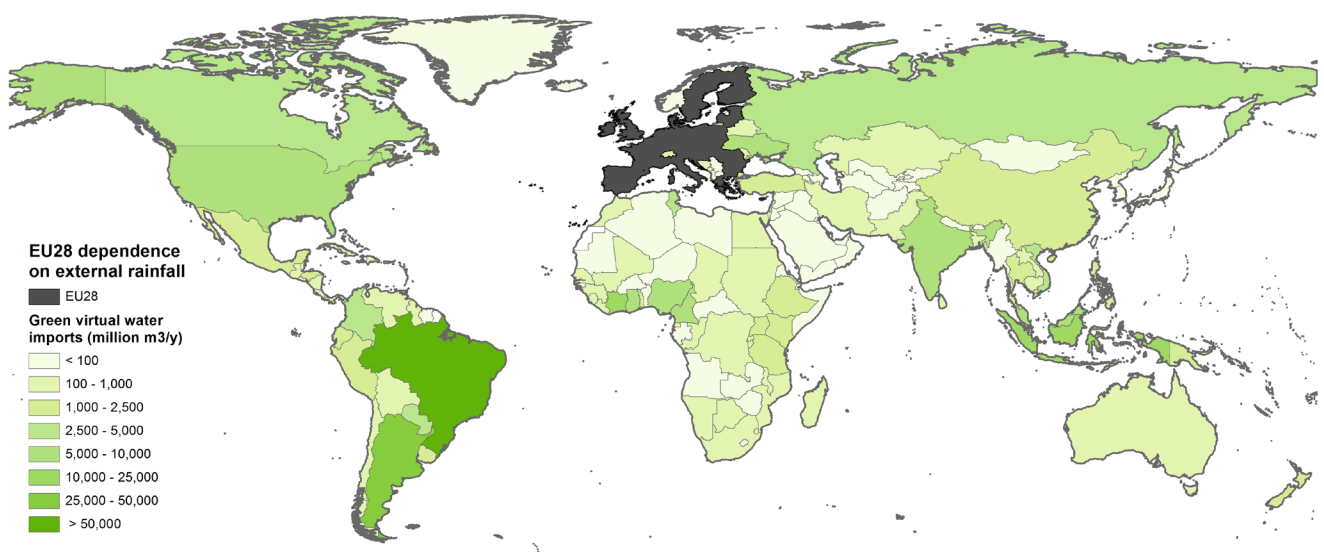 EU28 dependence
on external rainfall
EU28
Green virtual water
imports (million m3/y)
< 100
100 - 1,000
1,000 - 2,500
2,500 - 5,000
5,000 - 10,000
10,000 - 25,000
25,000 - 50,000
> 50,000